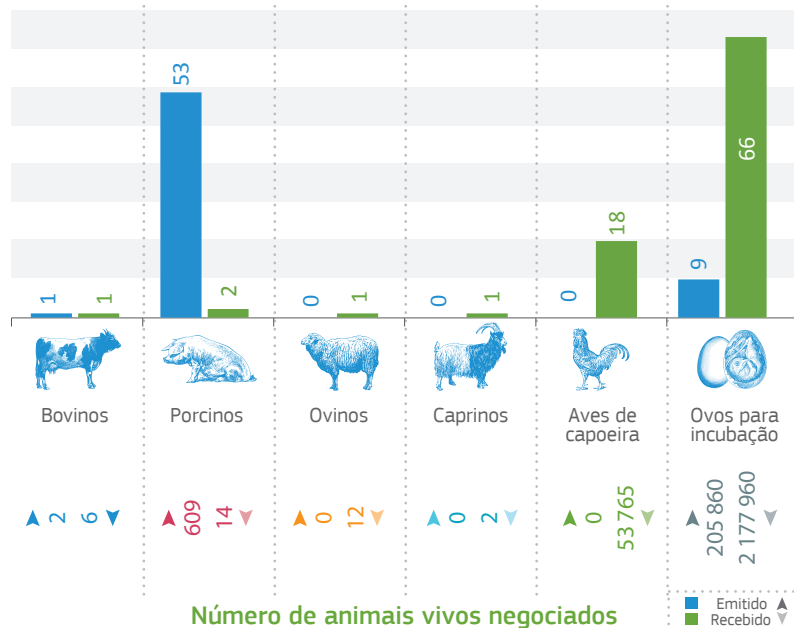 1
1
53
2
0
1
0
1
0
18
9
66
Bovinos
Porcinos
Ovinos
Caprinos
Aves de
capoeira
Ovos para
incubação
2
6
609
14
0
12
0
2
0
53 765
205 860
2 177 960
Número de animais vivos negociados
Emitido
Recebido